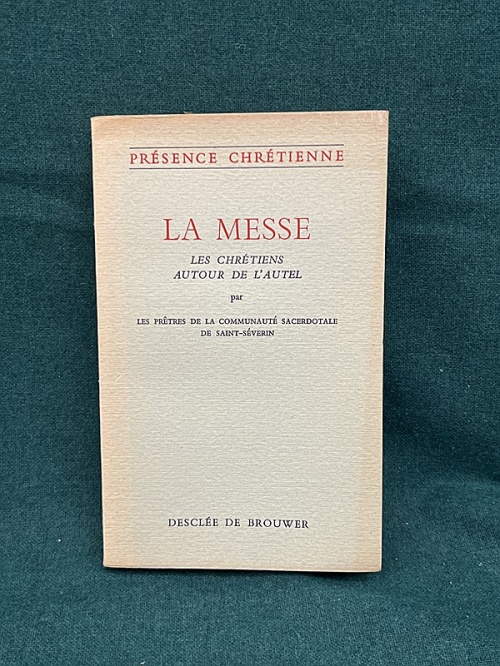 PRÉSENCE CHRÉTIENNE
LA MESSE
LES CHRÉTIENS
AUTOUR DE L'AUTEL
par
LES PRÊTRES DE LA COMMUNAUTÉ SACERDOTALE
DE SAINT-SÉVERIN
DESCLÉE DE BROUWER